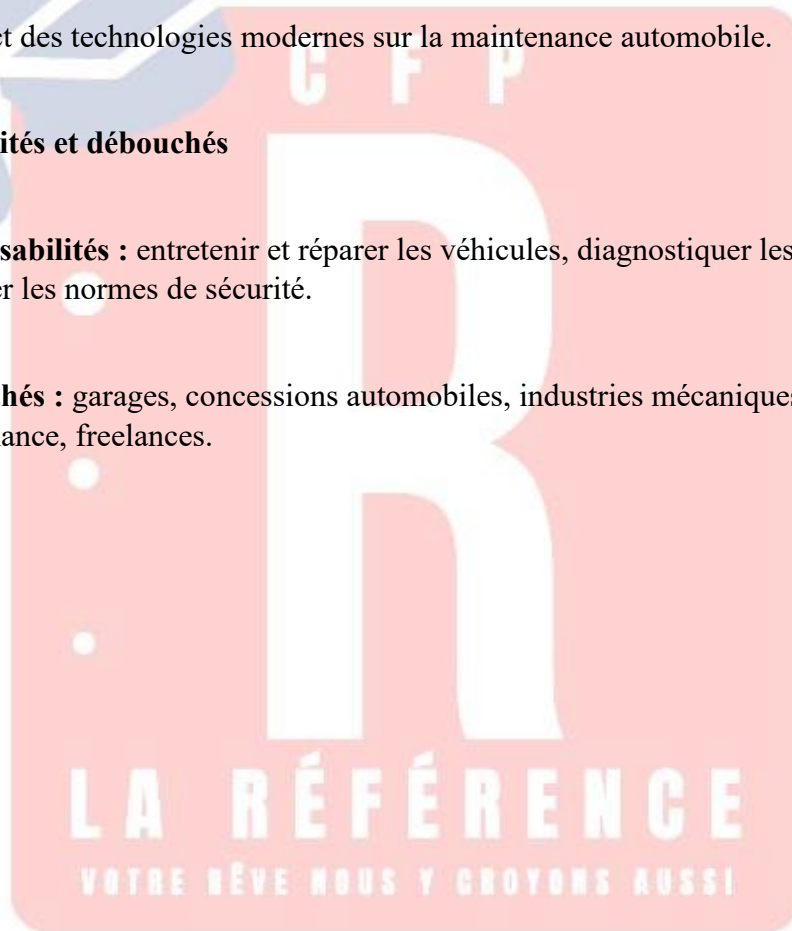 et des technologies modernes sur la maintenance automobile.
C F P
ités et débouchés
sabilités : entretenir et réparer les véhicules, diagnostiquer les
er les normes de sécurité.
hés : garages, concessions automobiles, industries mécaniques
ance, freelances.
R
LA RÉFÉRENCE
VOTRE RÊVE NOUS Y CROYONS AUSSI